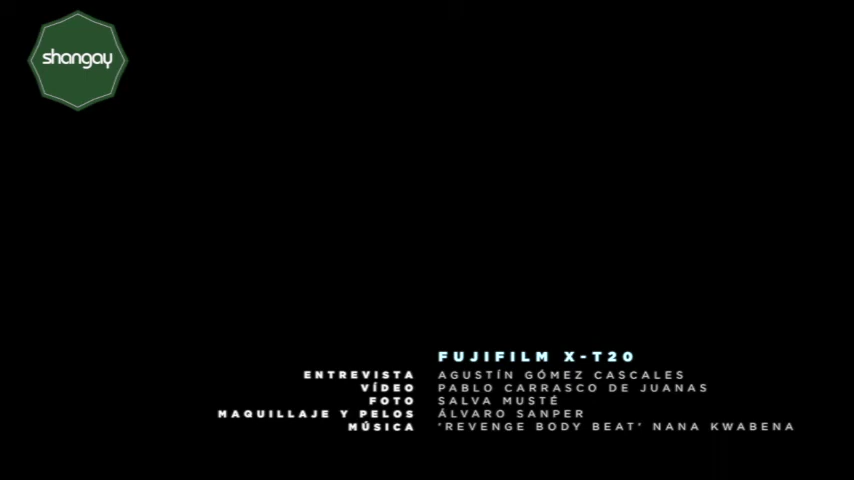 shangay
FUJIFILM X-T20
ENTREVISTA AGUSTÍN GÓMEZ CASCALES
VÍDEO PABLO CARRASCO DE JUANAS
FOTO SALVA MUSTÉ
MAQUILLAJE Y PELOS ÁLVARO SANPER
MÚSICA 'REVENGE BODY BEAT' NANA KWABENA